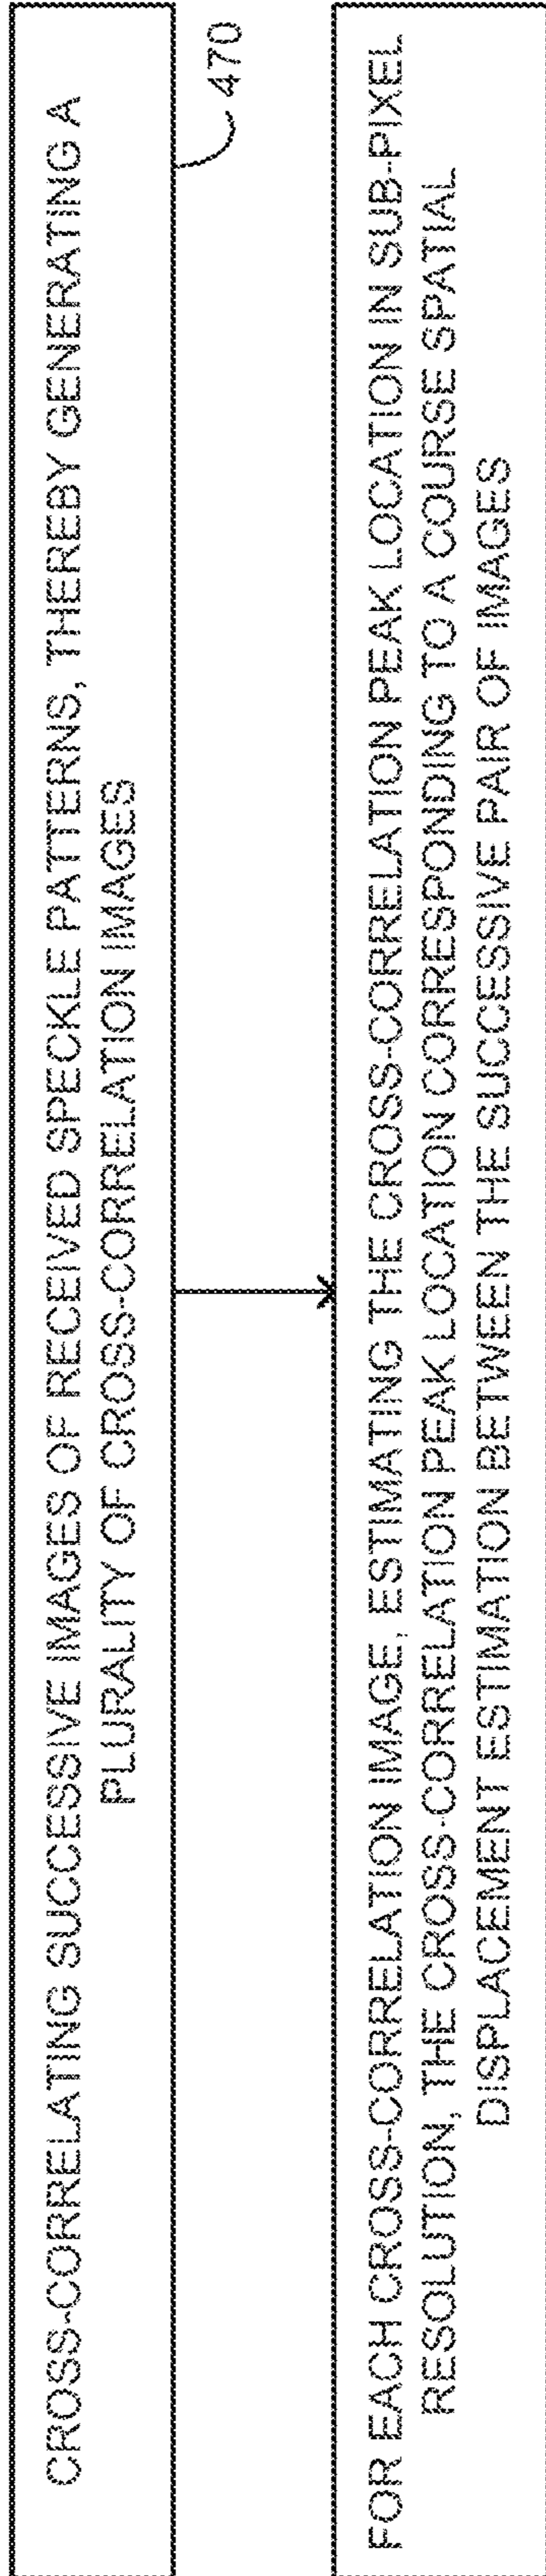 CROSS-CORRELATING SUCCESSIVE IMAGES OF RECEIVED SPECKLE PATTERNS, THEREBY GENERATING A
PLURALITY OF CROSS-CORRELATION IMAGES
470
FOR EACH CROSS-CORRELATION IMAGE, ESTIMATING THE CROSS-CORRELATION PEAK LOCATION IN SUB-PIXEL
RESOLUTION, THE CROSS-CORRELATION PEAK LOCATION CORRESPONDING TO A COURSE SPATIAL
DISPLACEMENT ESTIMATION BETWEEN THE SUCCESSIVE PAIR OF IMAGES